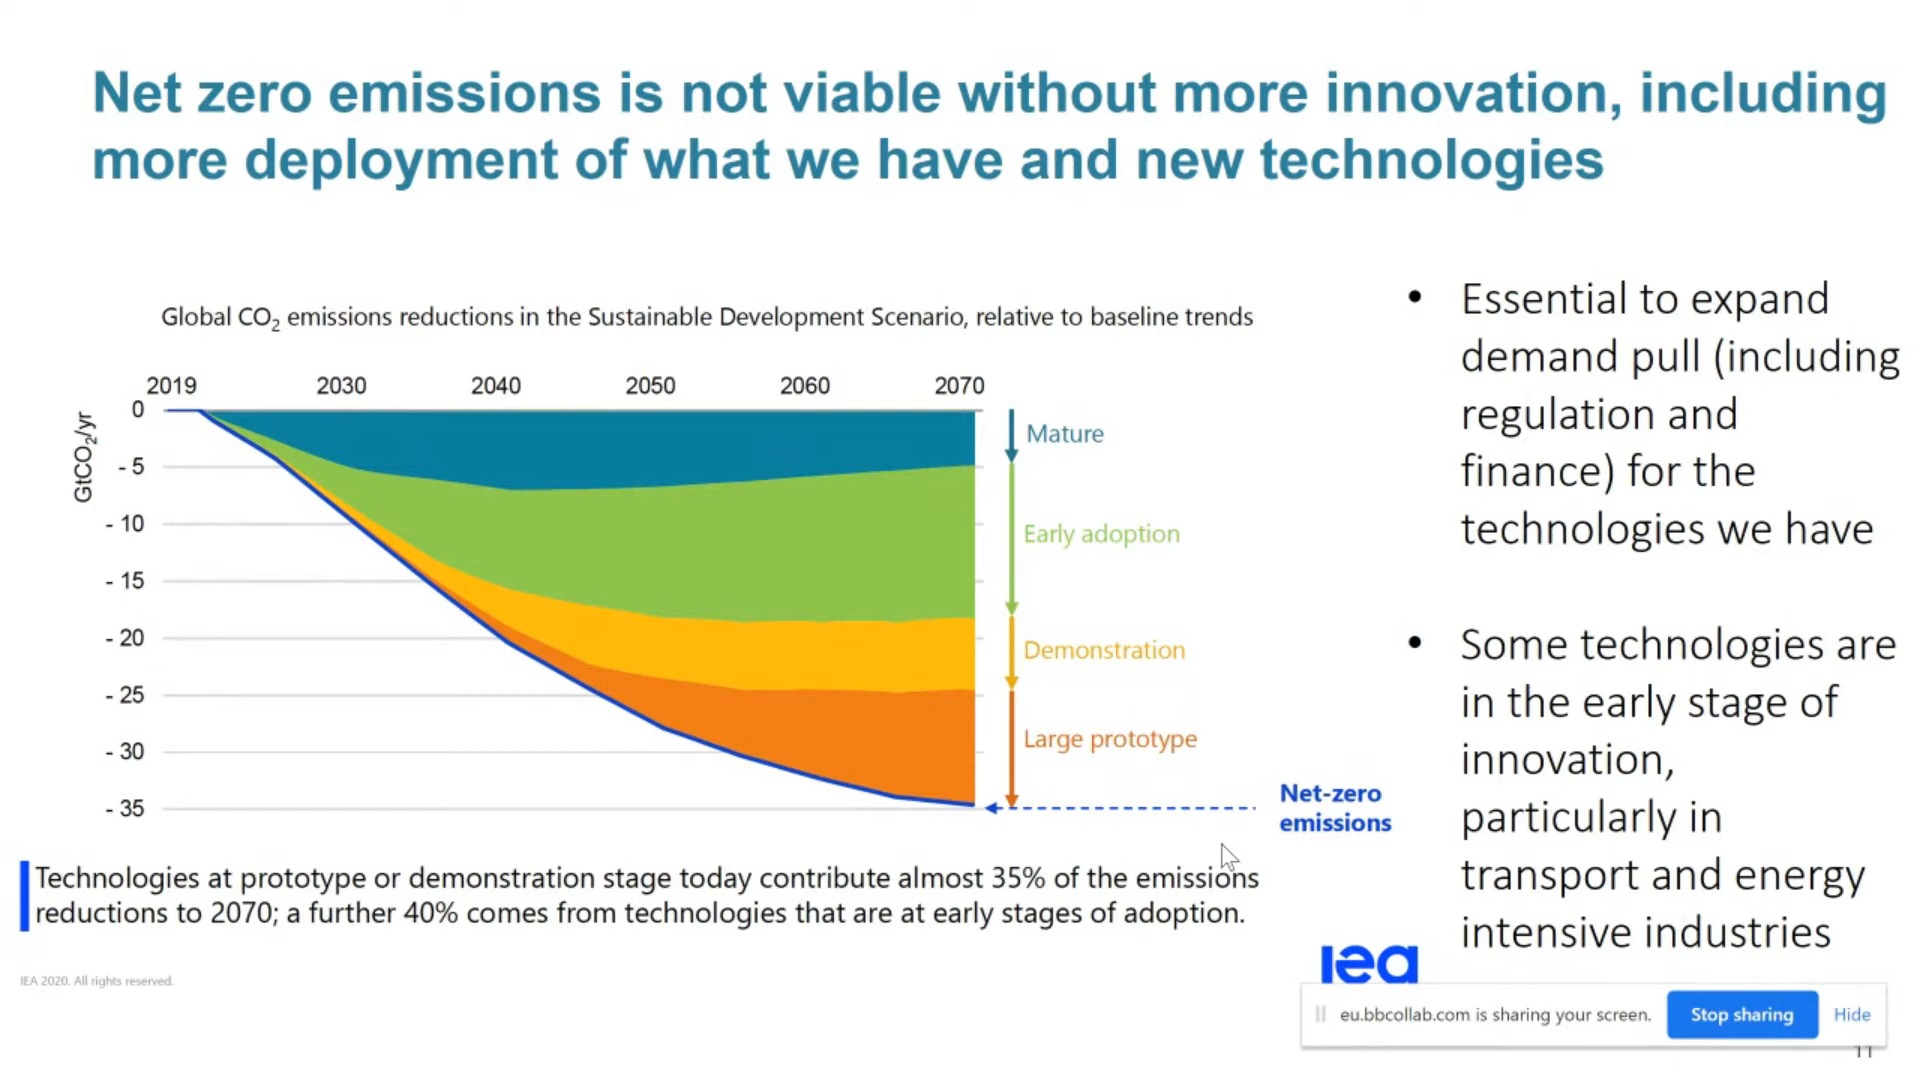 Net zero emissions is not viable without more innovation, including
more deployment of what we have and new technologies
Global CO₂ emissions reductions in the Sustainable Development Scenario, relative to baseline trends
2019 2030 2040 2050 2060 2070
GtCO₂/yr
0
- 5
- 10
- 15
- 20
- 25
- 30
- 35
Mature
Early adoption
Demonstration
Large prototype
Net-zero
emissions
Technologies at prototype or demonstration stage today contribute almost 35% of the emissions
reductions to 2070; a further 40% comes from technologies that are at early stages of adoption.
IEA 2020. All rights reserved.
• Essential to expand
demand pull (including
regulation and
finance) for the
technologies we have
• Some technologies are
in the early stage of
innovation,
particularly in
transport and energy
intensive industries
iea
eu.bbcollab.com is sharing your screen. Stop sharing Hide
11